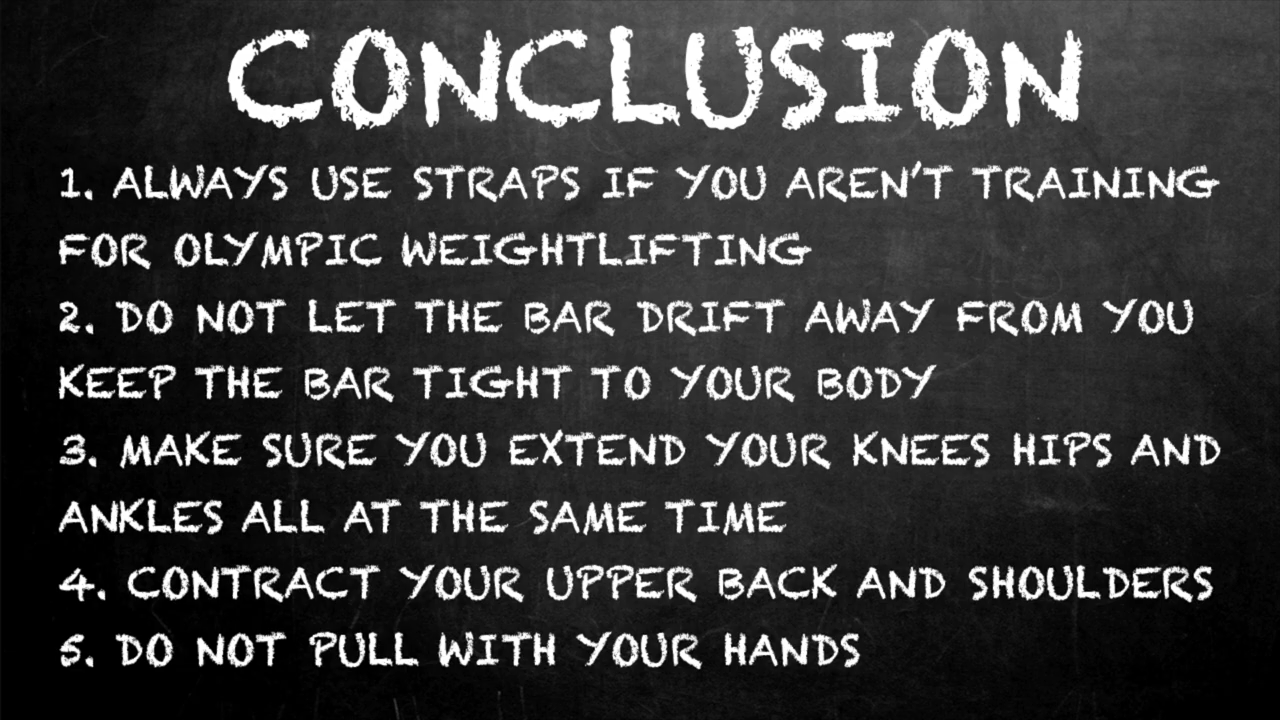 CONCLUSION
1. ALWAYS USE STRAPS IF YOU AREN'T TRAINING
FOR OLYMPIC WEIGHTLIFTING
2. DO NOT LET THE BAR DRIFT AWAY FROM YOU
KEEP THE BAR TIGHT TO YOUR BODY
3. MAKE SURE YOU EXTEND YOUR KNEES HIPS AND
ANKLES ALL AT THE SAME TIME
4. CONTRACT YOUR UPPER BACK AND SHOULDERS
5. DO NOT PULL WITH YOUR HANDS